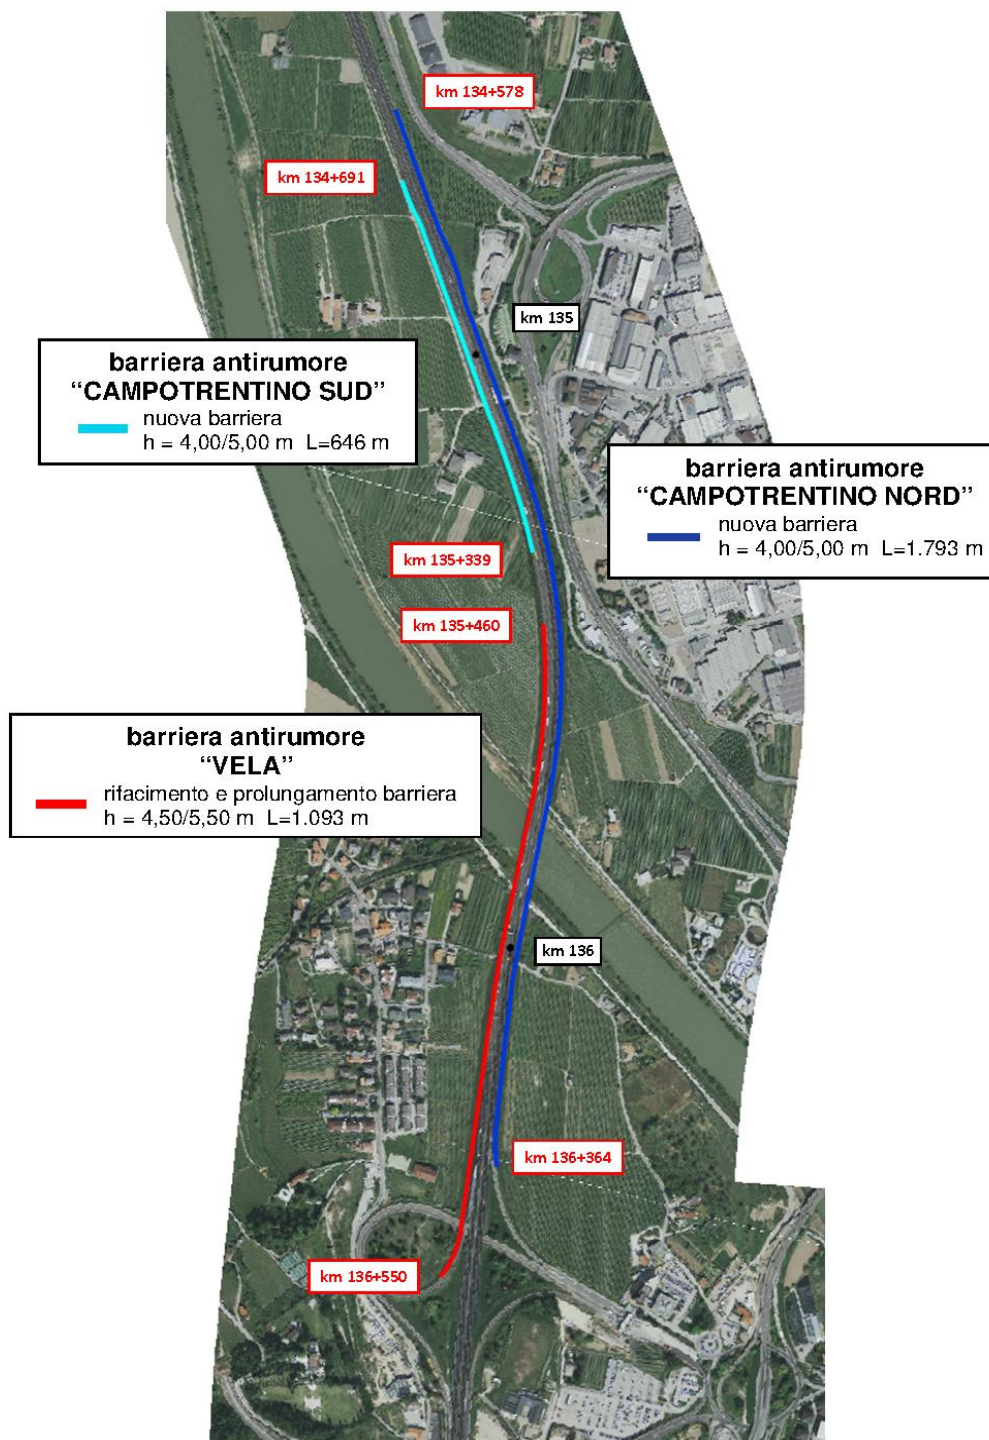 km 134+578
km 134+691
km 135
barriera antirumore
“CAMPOTRENTINO SUD”
nuova barriera
h = 4,00/5,00 m L=646 m
barriera antirumore
“CAMPOTRENTINO NORD”
nuova barriera
h = 4,00/5,00 m L=1.793 m
km 135+339
km 135+460
barriera antirumore
“VELA”
rifacimento e prolungamento barriera
h = 4,50/5,50 m L=1.093 m
km 136
km 136+364
km 136+550